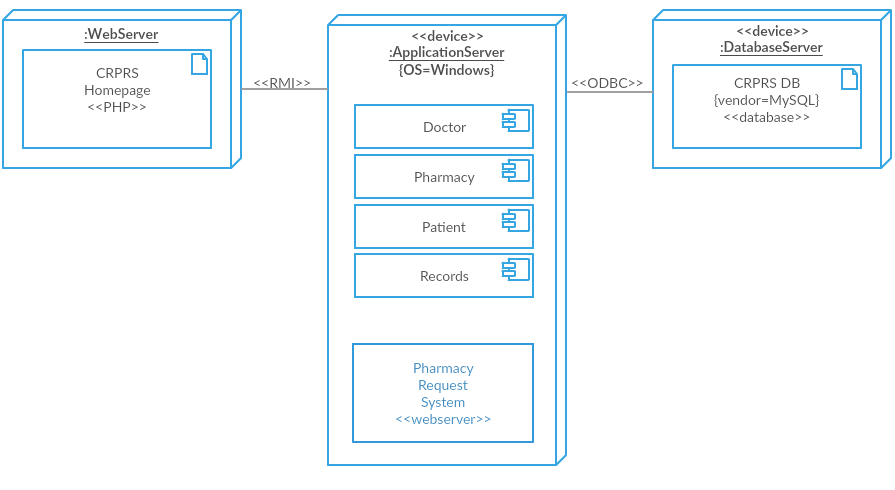 :WebServer
CRPRS
Homepage
<<PHP>>
<<RMI>>
<<device>>
:ApplicationServer
{OS=Windows}
Doctor
Pharmacy
Patient
Records
Pharmacy
Request
System
<<webserver>>
<<ODBC>>
<<device>>
:DatabaseServer
CRPRS DB
{vendor=MySQL}
<<database>>